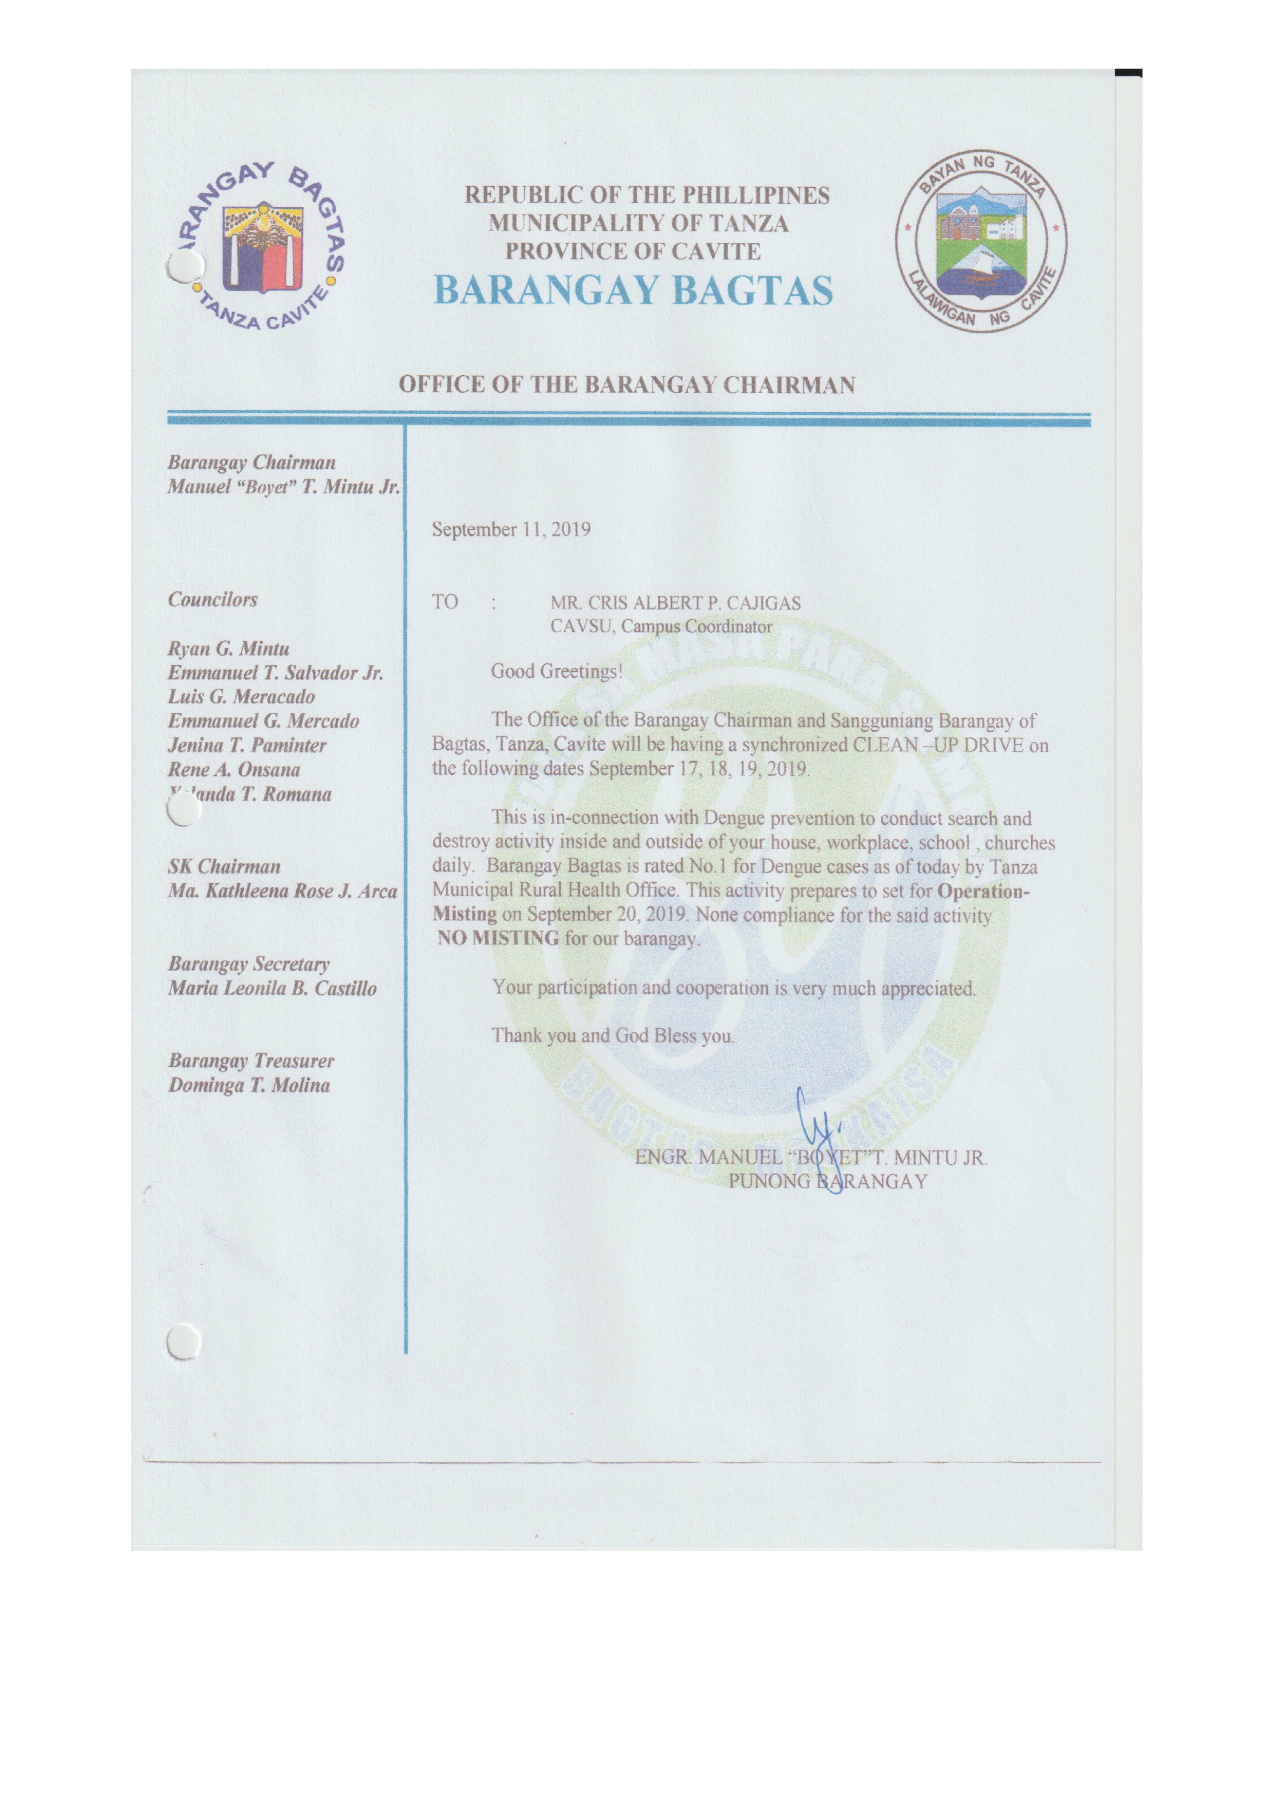 BARANGAY BAGTAS
TANZA CAVITE
REPUBLIC OF THE PHILLIPINES
MUNICIPALITY OF TANZA
PROVINCE OF CAVITE
BARANGAY BAGTAS
BAYAN NG TANZA
LALAWIGAN NG CAVITE
OFFICE OF THE BARANGAY CHAIRMAN
Barangay Chairman
Manuel “Boyet” T. Mintu Jr.
Councilors
Ryan G. Mintu
Emmanuel T. Salvador Jr.
Luis G. Meracado
Emmanuel G. Mercado
Jenina T. Paminter
Rene A. Onsana
T. Romana
SK Chairman
Ma. Kathleena Rose J. Arca
Barangay Secretary
Maria Leonila B. Castillo
Barangay Treasurer
Dominga T. Molina
September 11, 2019
TO : MR. CRIS ALBERT P. CAJIGAS
CAVSU, Campus Coordinator
Good Greetings!
The Office of the Barangay Chairman and Sangguniang Barangay of
Bagtas, Tanza, Cavite will be having a synchronized CLEAN –UP DRIVE on
the following dates September 17, 18, 19, 2019.
This is in-connection with Dengue prevention to conduct search and
destroy activity inside and outside of your house, workplace, school , churches
daily. Barangay Bagtas is rated No.1 for Dengue cases as of today by Tanza
Municipal Rural Health Office. This activity prepares to set for Operation-
Misting on September 20, 2019. None compliance for the said activity
NO MISTING for our barangay.
Your participation and cooperation is very much appreciated.
Thank you and God Bless you.
ENGR. MANUEL “BOYET”T. MINTU JR.
PUNONG BARANGAY
MASA PARA SA
BAGTAS